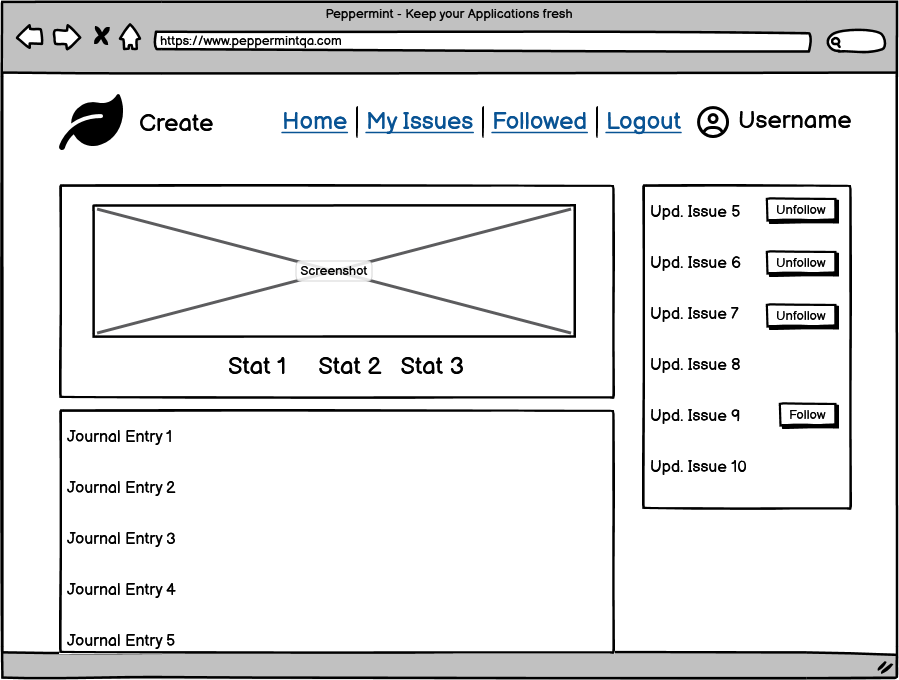 Peppermint - Keep your Applications fresh
https://www.peppermintqa.com
Create
Home | My Issues | Followed | Logout
Username
Screenshot
Stat 1 Stat 2 Stat 3
Journal Entry 1
Journal Entry 2
Journal Entry 3
Journal Entry 4
Journal Entry 5
Upd. Issue 5 Unfollow
Upd. Issue 6 Unfollow
Upd. Issue 7 Unfollow
Upd. Issue 8
Upd. Issue 9 Follow
Upd. Issue 10